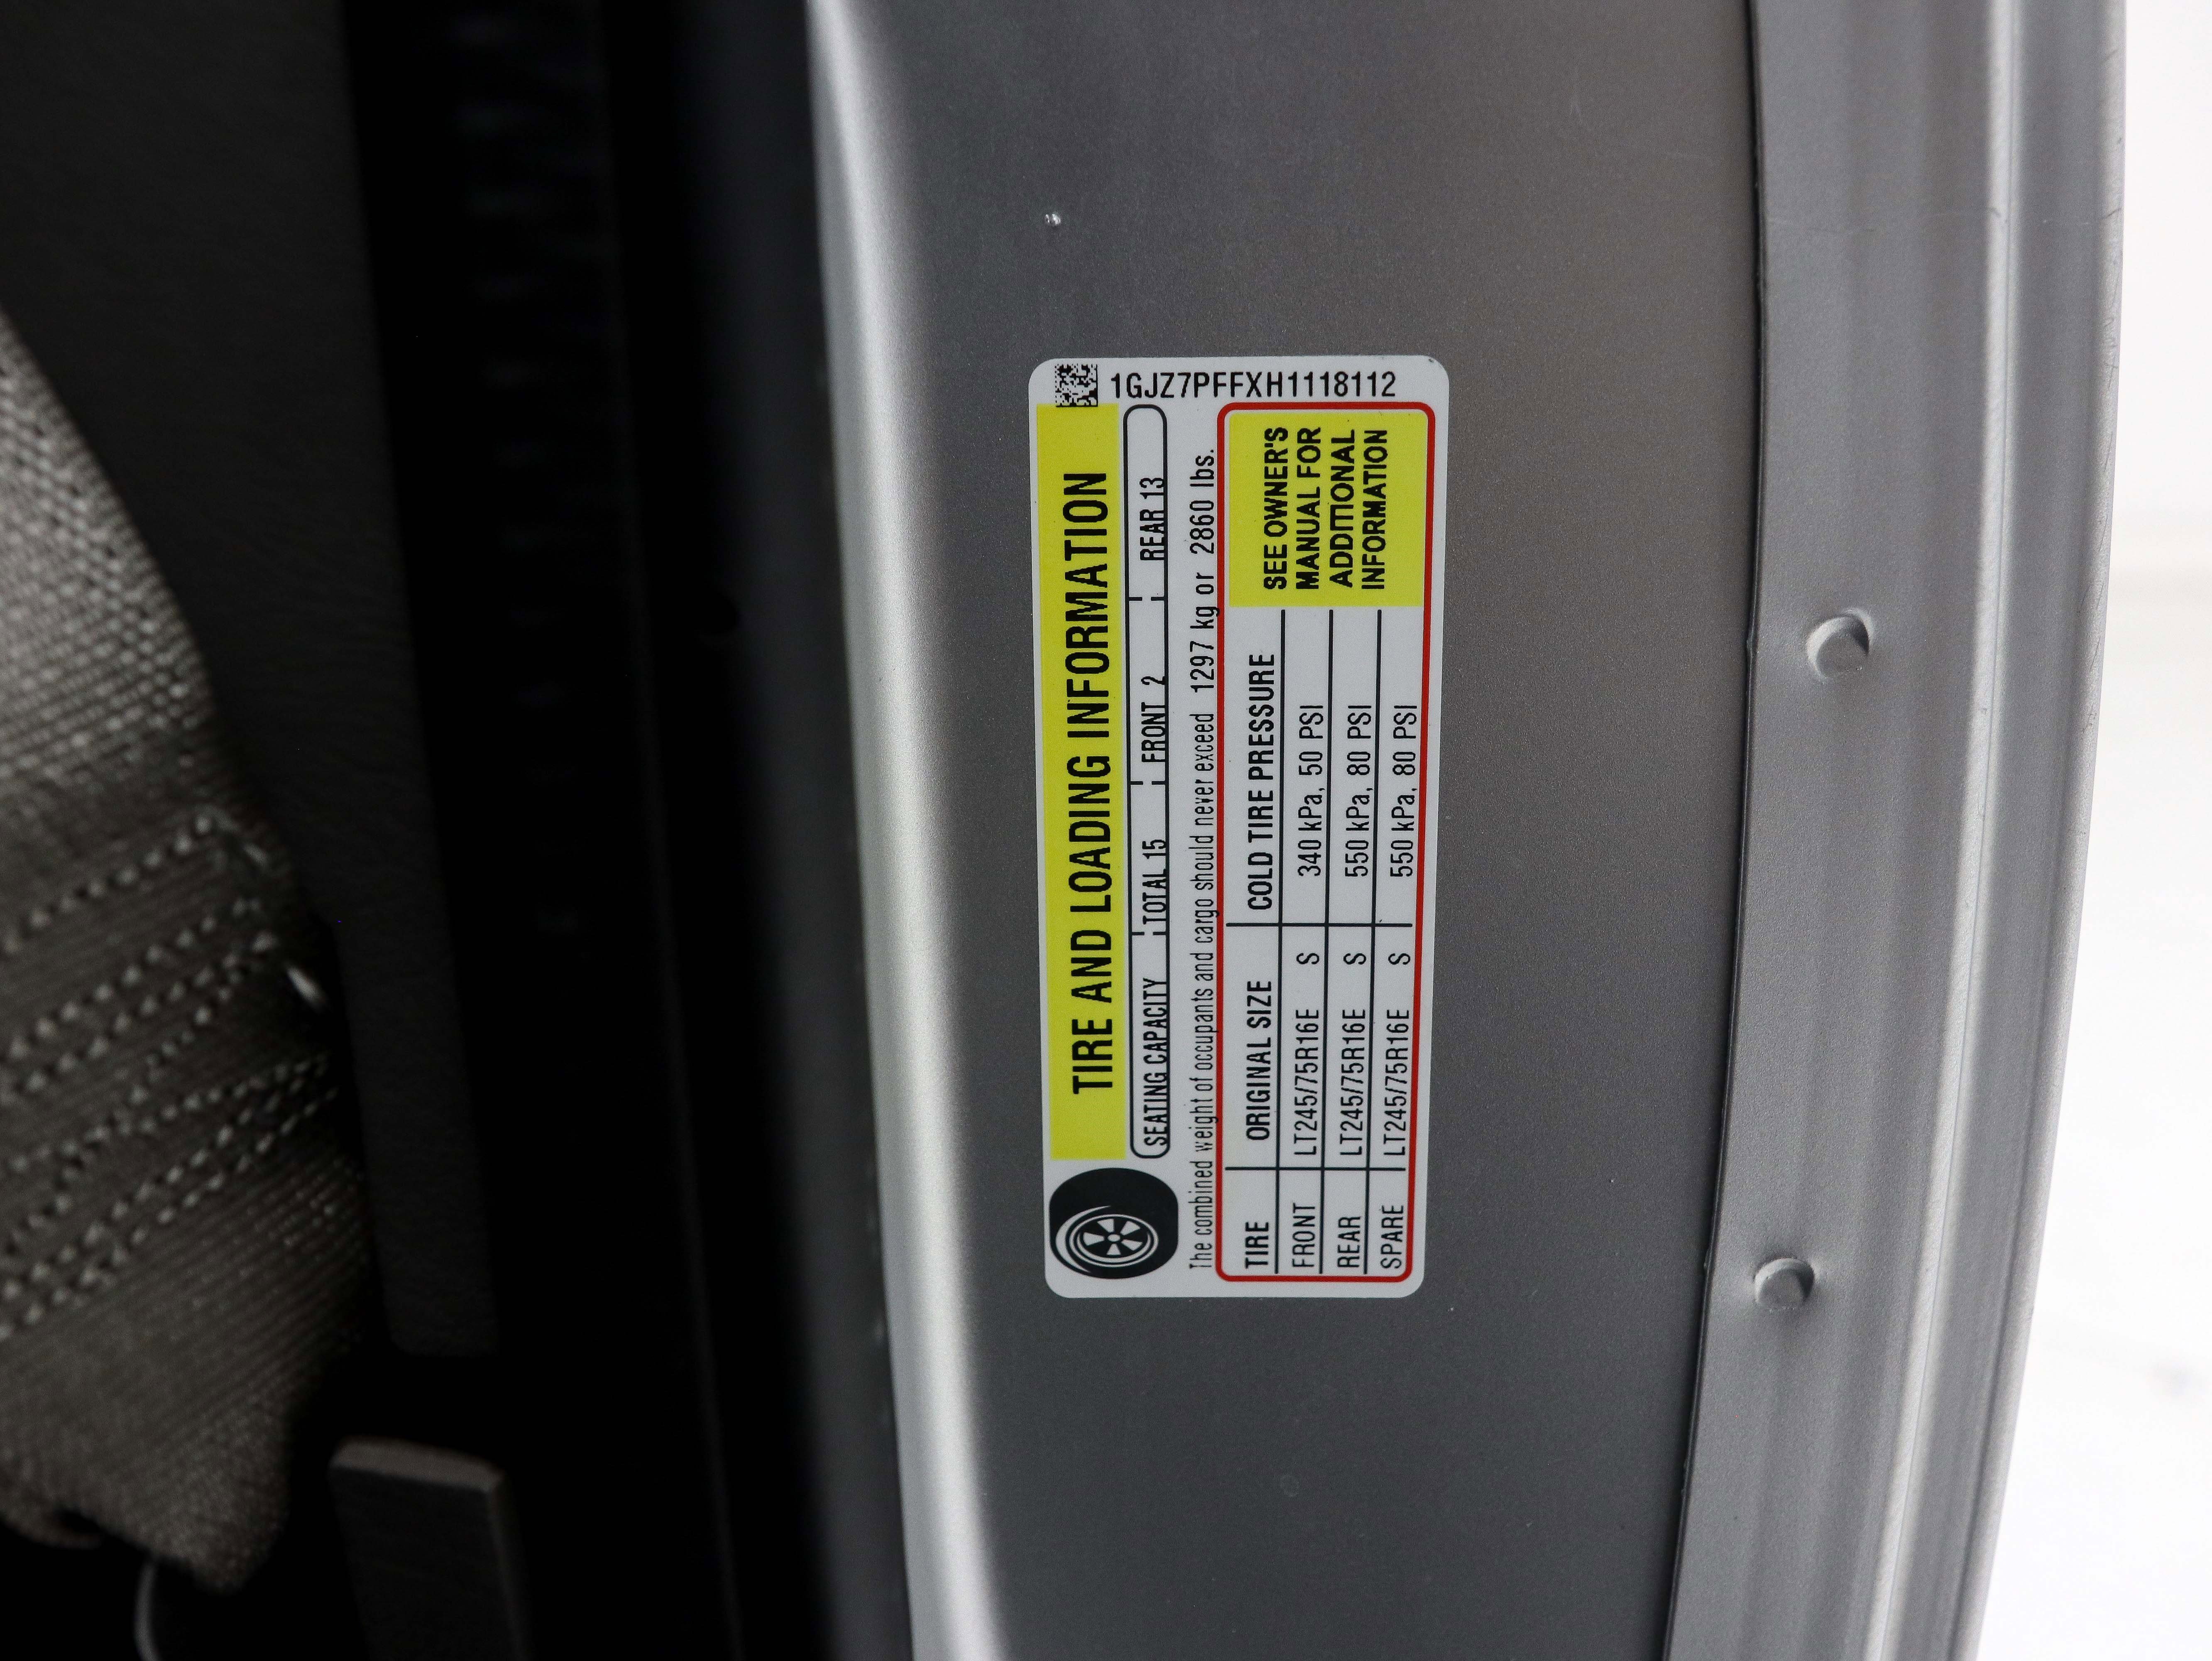 1GJZ7PFFXH1118112
TIRE AND LOADING INFORMATION
SEATING CAPACITY TOTAL 15 FRONT 2 REAR 13
The combined weight of occupants and cargo should never exceed 1297 kg or 2860 lbs.
TIRE ORIGINAL SIZE COLD TIRE PRESSURE
FRONT LT245/75R16E S 340 kPa, 50 PSI
REAR LT245/75R16E S 550 kPa, 80 PSI
SPARE LT245/75R16E S 550 kPa, 80 PSI
SEE OWNER'S
MANUAL FOR
ADDITIONAL
INFORMATION